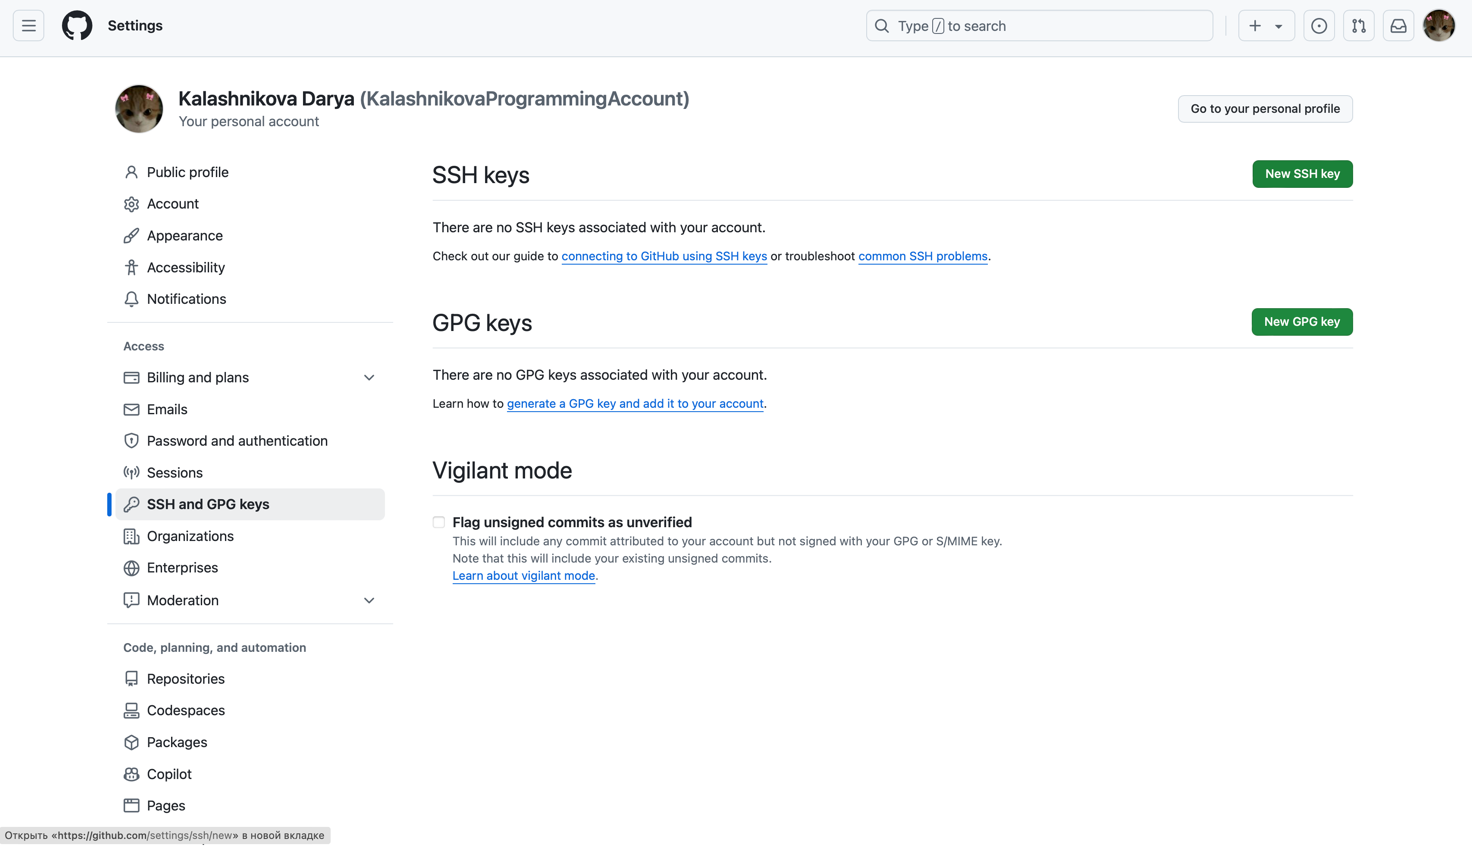 Settings
Type / to search
Kalashnikova Darya (KalashnikovaProgrammingAccount)
Your personal account
Go to your personal profile
Public profile
Account
Appearance
Accessibility
Notifications
Access
Billing and plans
Emails
Password and authentication
Sessions
SSH and GPG keys
Organizations
Enterprises
Moderation
Code, planning, and automation
Repositories
Codespaces
Packages
Copilot
Pages
SSH keys
New SSH key
There are no SSH keys associated with your account.
Check out our guide to connecting to GitHub using SSH keys or troubleshoot common SSH problems.
GPG keys
New GPG key
There are no GPG keys associated with your account.
Learn how to generate a GPG key and add it to your account.
Vigilant mode
Flag unsigned commits as unverified
This will include any commit attributed to your account but not signed with your GPG or S/MIME key.
Note that this will include your existing unsigned commits.
Learn about vigilant mode.
Открыть «https://github.com/settings/ssh/new» в новой вкладке